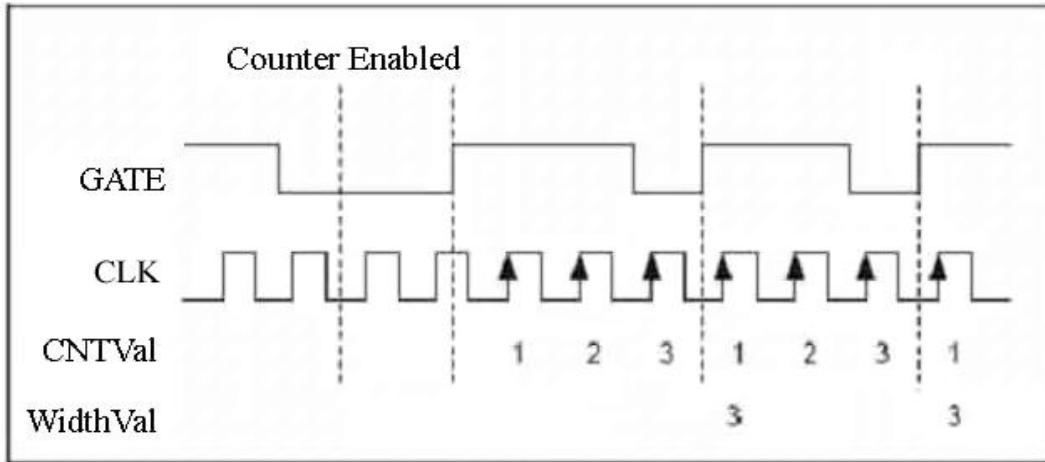 Counter Enabled
GATE
CLK
CNTVal 1 2 3 1 2 3 1
WidthVal 3 3